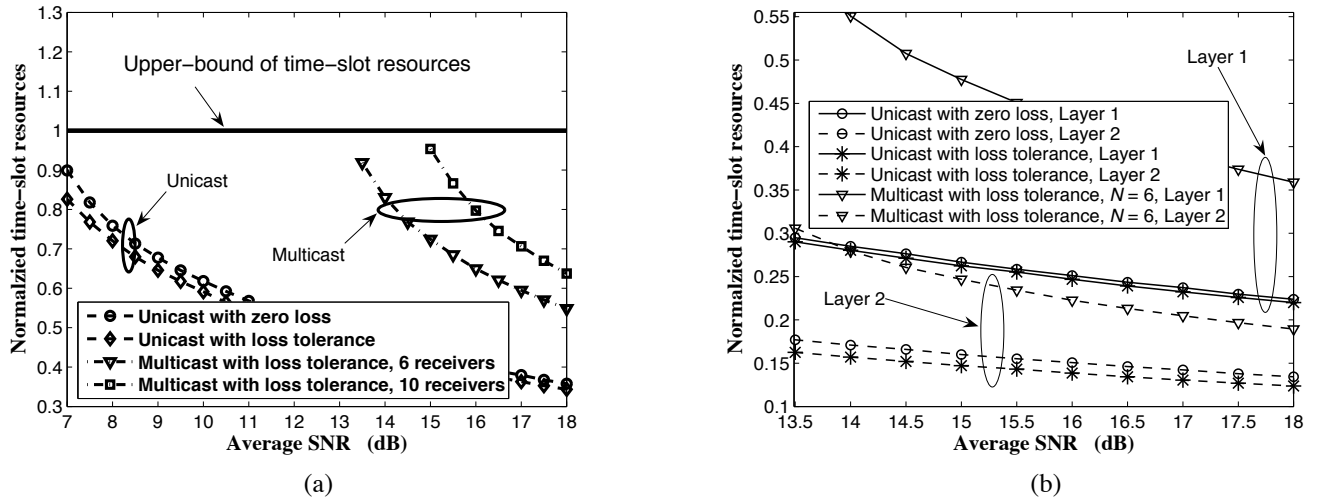 1.3
1.2
1.1
1
0.9
0.8
0.7
0.6
0.5
0.4
0.3
Normalized time−slot resources
Upper−bound of time−slot resources
Unicast
Multicast
Unicast with zero loss
Unicast with loss tolerance
Multicast with loss tolerance, 6 receivers
Multicast with loss tolerance, 10 receivers
7 8 9 10 11 12 13 14 15 16 17 18
Average SNR (dB)
(a)
0.55
0.5
0.45
0.4
0.35
0.3
0.25
0.2
0.15
0.1
Normalzied time−slot resources
Layer 1
Unicast with zero loss, Layer 1
Unicast with zero loss, Layer 2
Unicast with loss tolerance, Layer 1
Unicast with loss tolerance, Layer 2
Multicast with loss tolerance, N = 6, Layer 1
Multicast with loss tolerance, N = 6, Layer 2
Layer 2
13.5 14 14.5 15 15.5 16 16.5 17 17.5 18
Average SNR (dB)
(b)